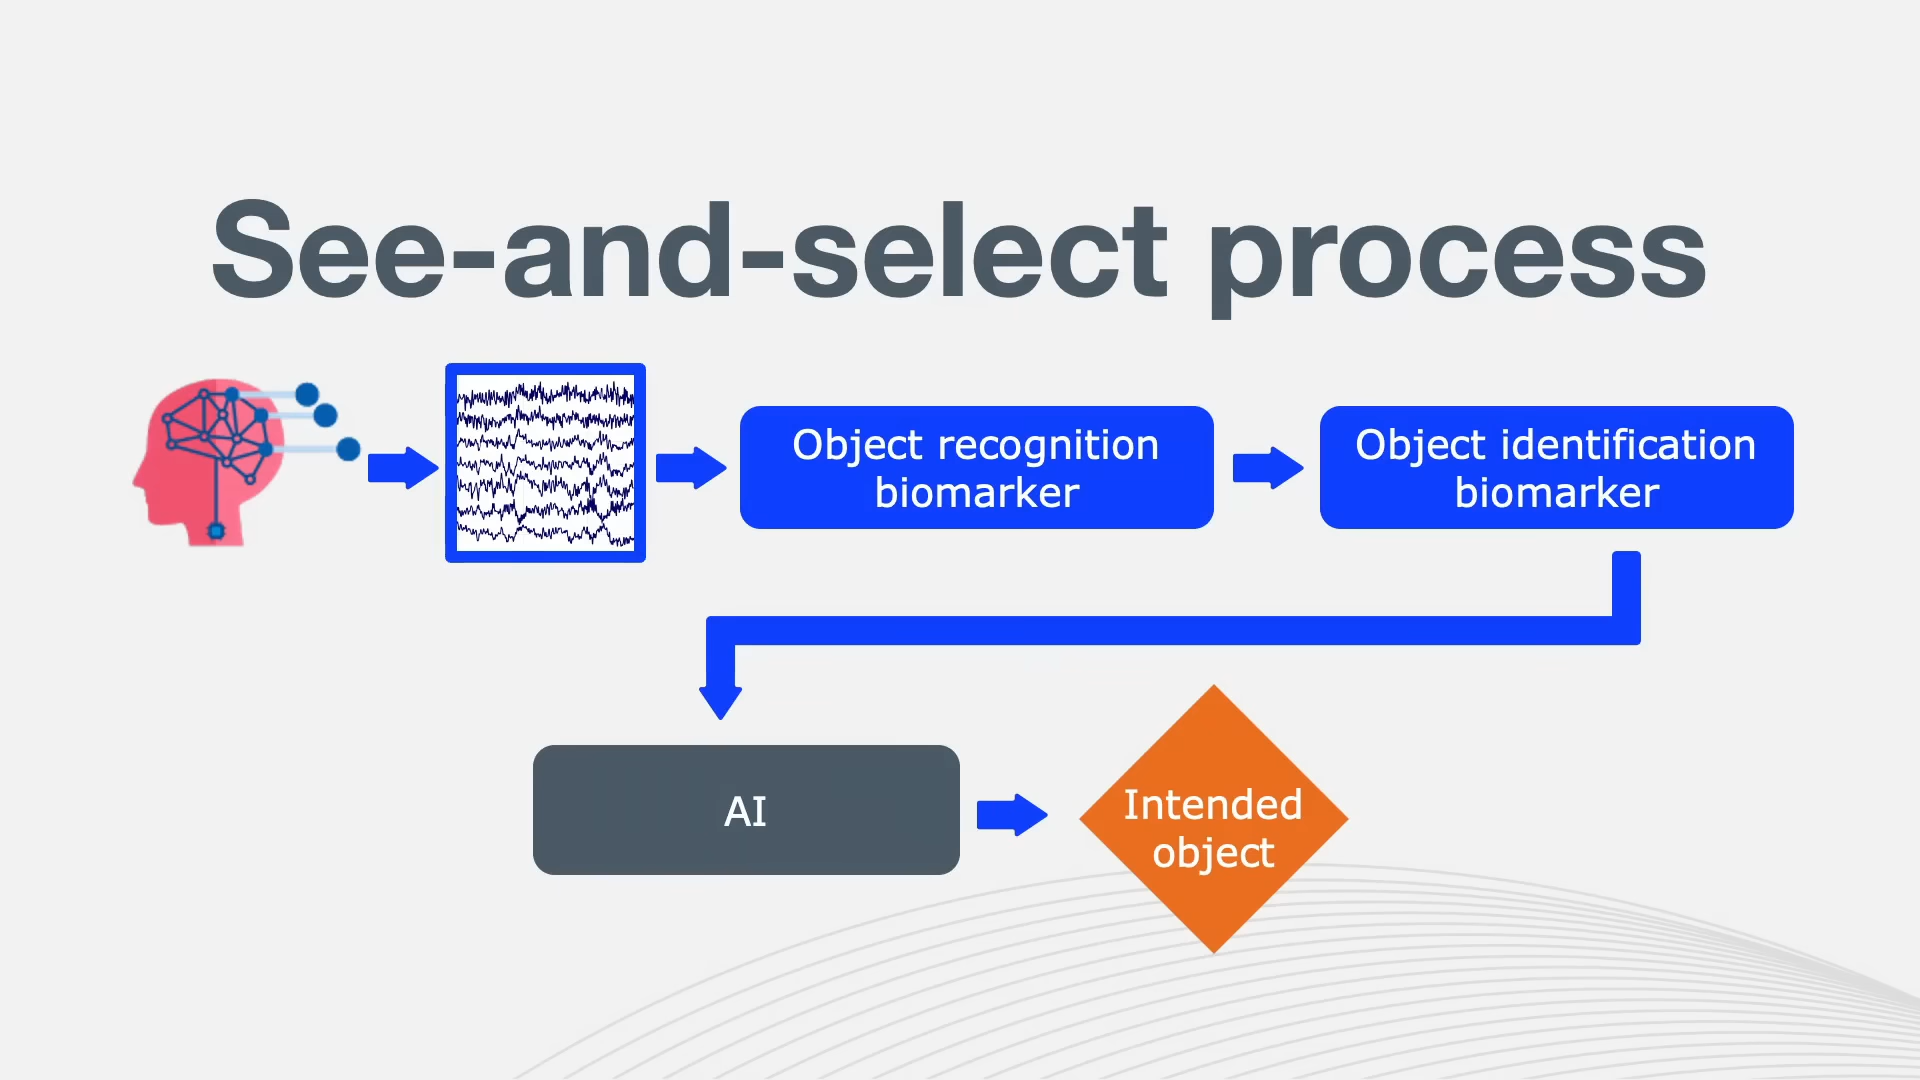 See-and-select process
Object recognition
biomarker
Object identification
biomarker
AI
Intended
object